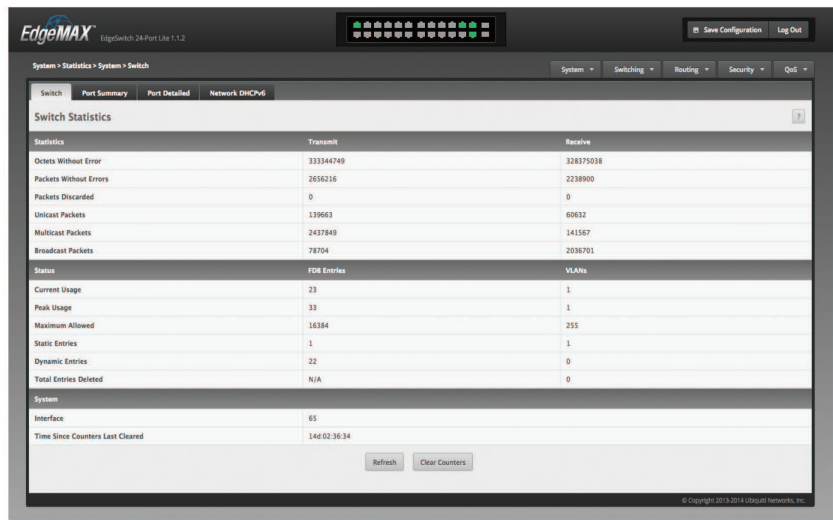 EdgeMAX™ EdgeSwitch 24-Port Lite 1.1.2
Save Configuration Log Out
System > Statistics > System > Switch
System Switching Routing Security QoS
Switch Port Summary Port Detailed Network DHCPv6
Switch Statistics ?
Statistics Transmit Receive
Octets Without Error 333344749 328375038
Packets Without Errors 2656216 2238900
Packets Discarded 0 0
Unicast Packets 139663 60632
Multicast Packets 2437849 141567
Broadcast Packets 78704 2036701
Status FDB Entries VLANs
Current Usage 23 1
Peak Usage 33 1
Maximum Allowed 16384 255
Static Entries 1 1
Dynamic Entries 22 0
Total Entries Deleted N/A 0
System
Interface 65
Time Since Counters Last Cleared 14d:02:36:34
Refresh Clear Counters
© Copyright 2013-2014 Ubiquiti Networks, Inc.